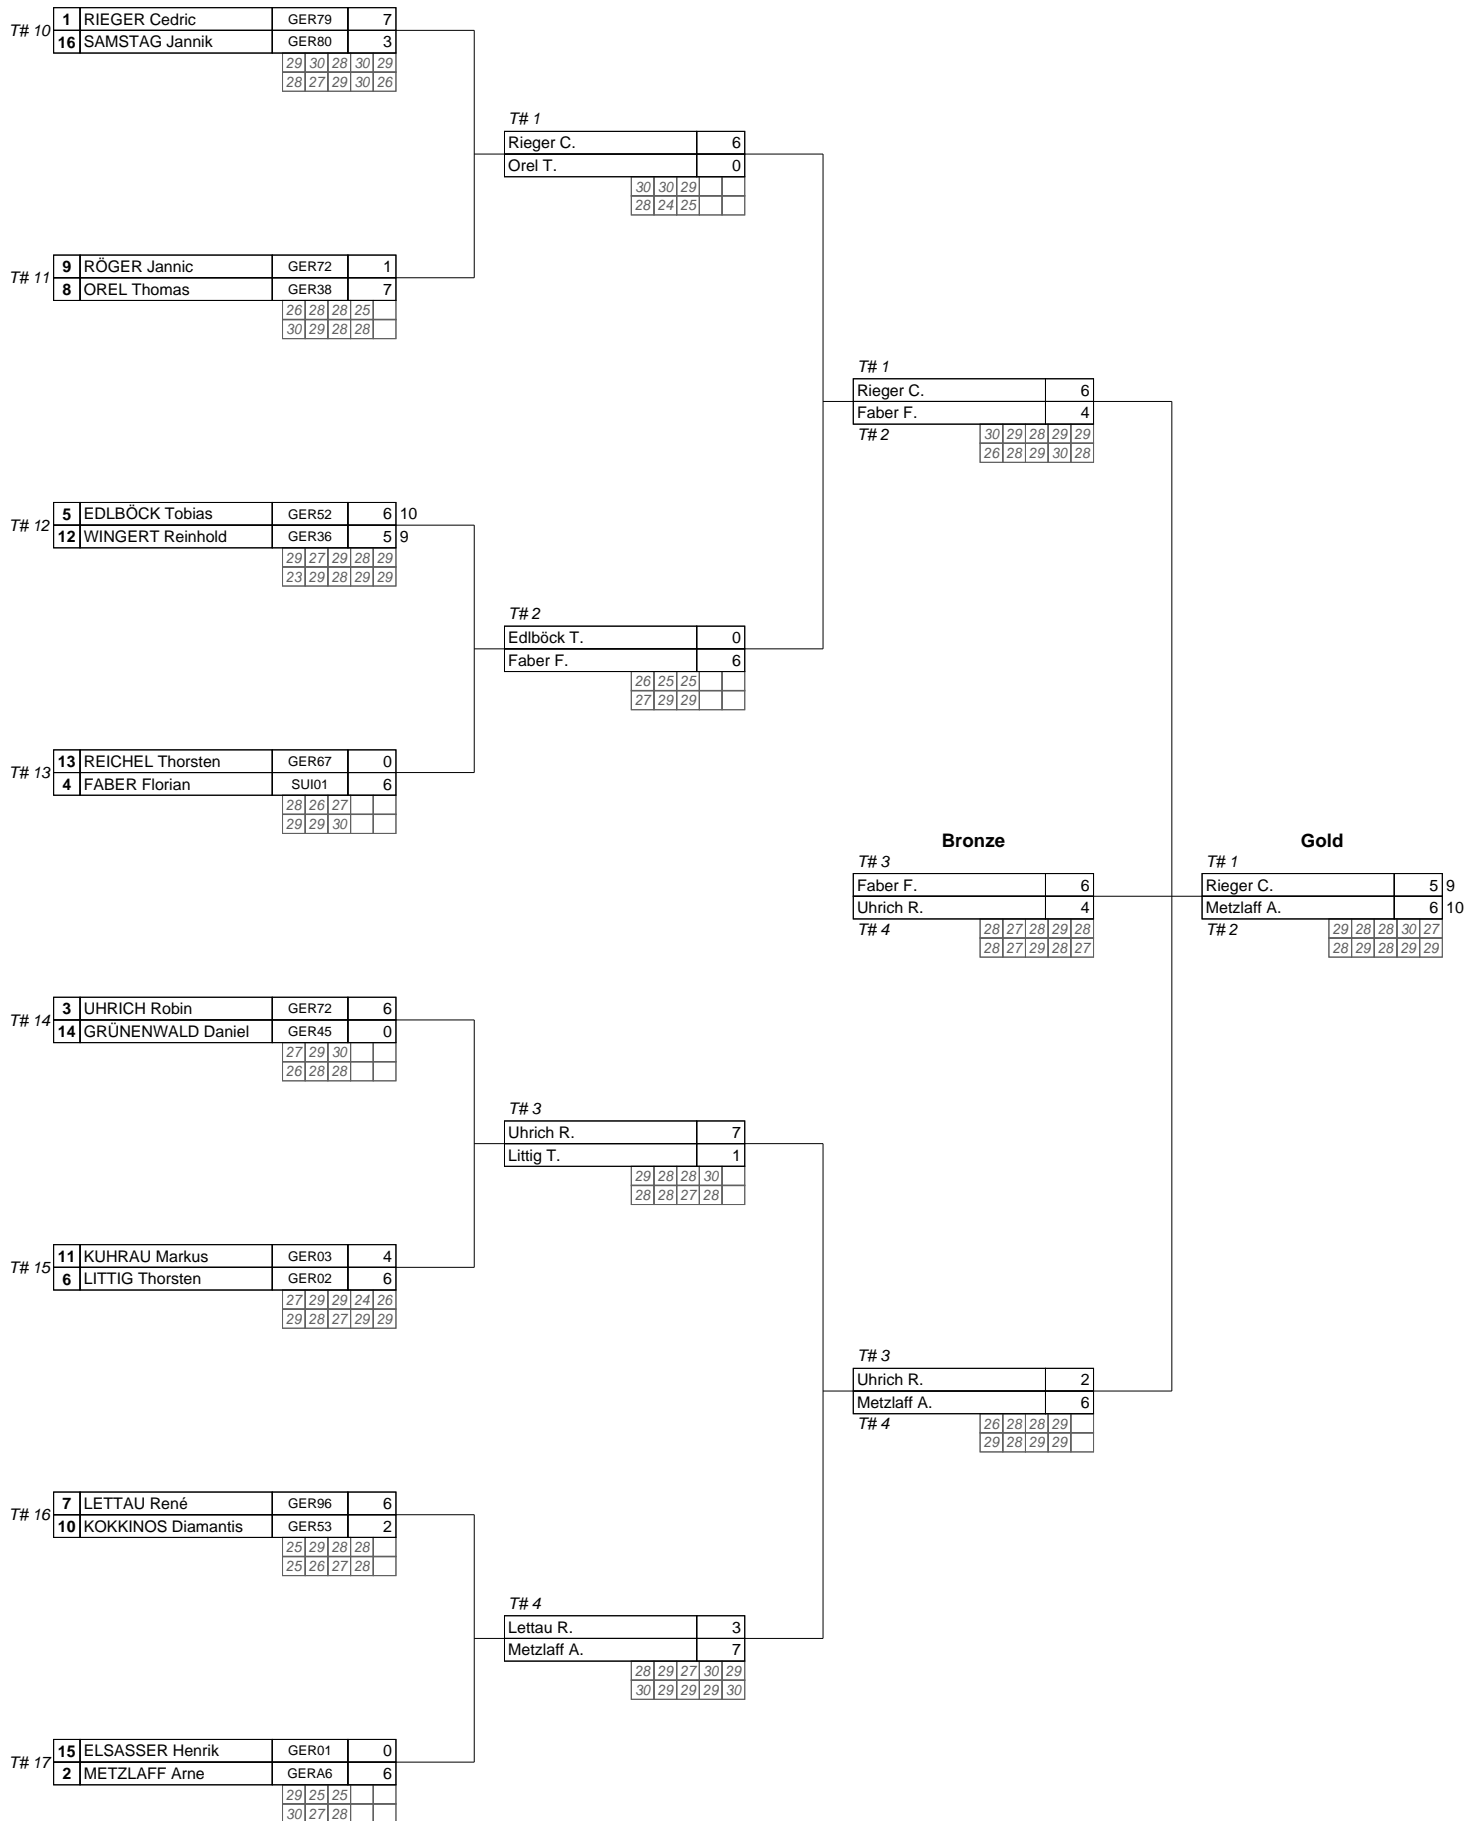 T# 10
1 RIEGER Cedric GER79 7
16 SAMSTAG Jannik GER80 3
29 30 28 30 29
28 27 29 30 26
T# 1
Rieger C. 6
Orel T. 0
30 30 29
28 24 25
T# 11
9 RÖGER Jannic GER72 1
8 OREL Thomas GER38 7
26 28 28 25
30 29 28 28
T# 1
Rieger C. 6
Faber F. 4
T# 2
30 29 28 29 29
26 28 29 30 28
T# 12
5 EDLBÖCK Tobias GER52 6 10
12 WINGERT Reinhold GER36 5 9
29 27 29 28 29
23 29 28 29 29
T# 2
Edlböck T. 0
Faber F. 6
26 25 25
27 29 29
T# 13
13 REICHEL Thorsten GER67 0
4 FABER Florian SUI01 6
28 26 27
29 29 30
Bronze
T# 3
Faber F. 6
Uhrich R. 4
T# 4
28 27 28 29 28
28 27 29 28 27
Gold
T# 1
Rieger C. 5 9
Metzlaff A. 6 10
T# 2
29 28 28 30 27
28 29 28 29 29
T# 14
3 UHRICH Robin GER72 6
14 GRÜNENWALD Daniel GER45 0
27 29 30
26 28 28
T# 3
Uhrich R. 7
Littig T. 1
29 28 28 30
28 28 27 28
T# 15
11 KUHRAU Markus GER03 4
6 LITTIG Thorsten GER02 6
27 29 29 24 26
29 28 27 29 29
T# 3
Uhrich R. 2
Metzlaff A. 6
T# 4
26 28 28 29
29 28 29 29
T# 16
7 LETTAU René GER96 6
10 KOKKINOS Diamantis GER53 2
25 29 28 28
25 26 27 28
T# 4
Lettau R. 3
Metzlaff A. 7
28 29 27 30 29
30 29 29 29 30
T# 17
15 ELSASSER Henrik GER01 0
2 METZLAFF Arne GERA6 6
29 25 25
30 27 28